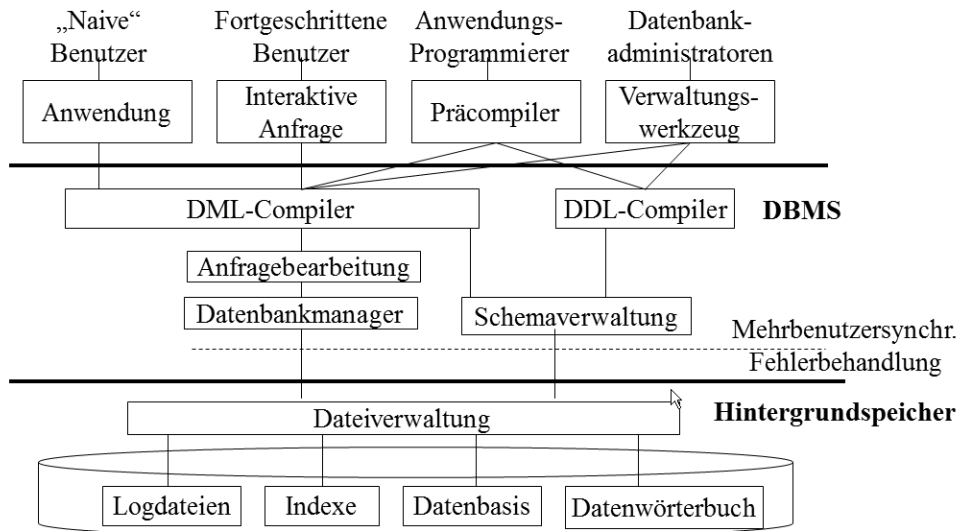 „Naive“
Benutzer
Fortgeschrittene
Benutzer
Anwendungs-
Programmierer
Datenbank-
administratoren
Anwendung
Interaktive
Anfrage
Präcompiler
Verwaltungs-
werkzeug
DML-Compiler
DDL-Compiler
DBMS
Anfragebearbeitung
Datenbankmanager
Schemaverwaltung
Mehrbenutzersynchr.
Fehlerbehandlung
Dateiverwaltung
Hintergrundspeicher
Logdateien
Indexe
Datenbasis
Datenwörterbuch